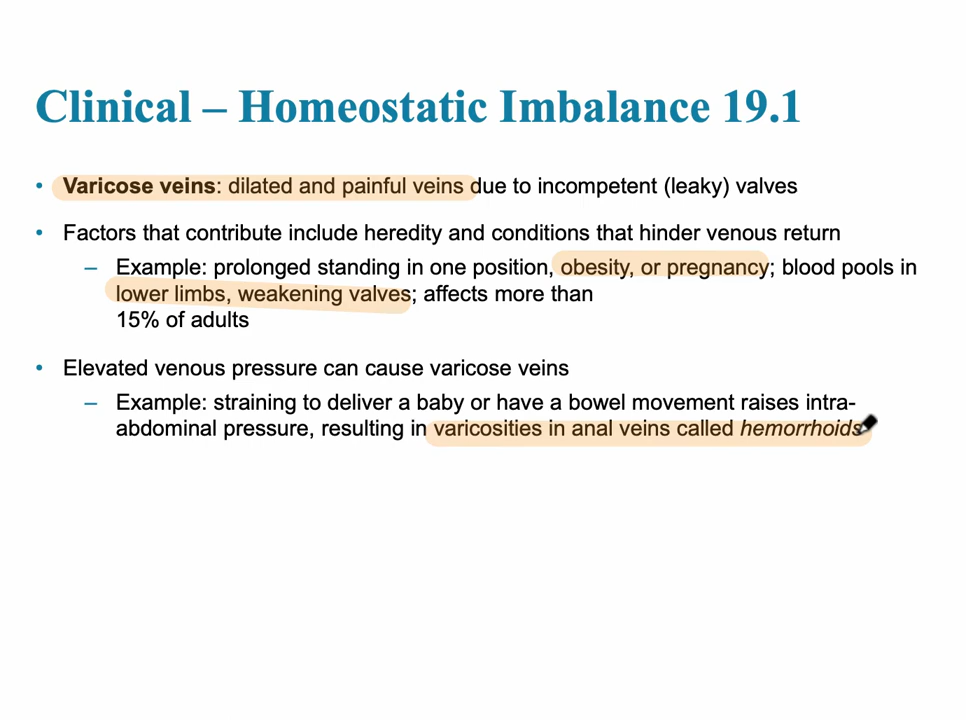 Clinical – Homeostatic Imbalance 19.1
• Varicose veins: dilated and painful veins due to incompetent (leaky) valves
• Factors that contribute include heredity and conditions that hinder venous return
– Example: prolonged standing in one position, obesity, or pregnancy; blood pools in
lower limbs, weakening valves; affects more than
15% of adults
• Elevated venous pressure can cause varicose veins
– Example: straining to deliver a baby or have a bowel movement raises intra-
abdominal pressure, resulting in varicosities in anal veins called hemorrhoids